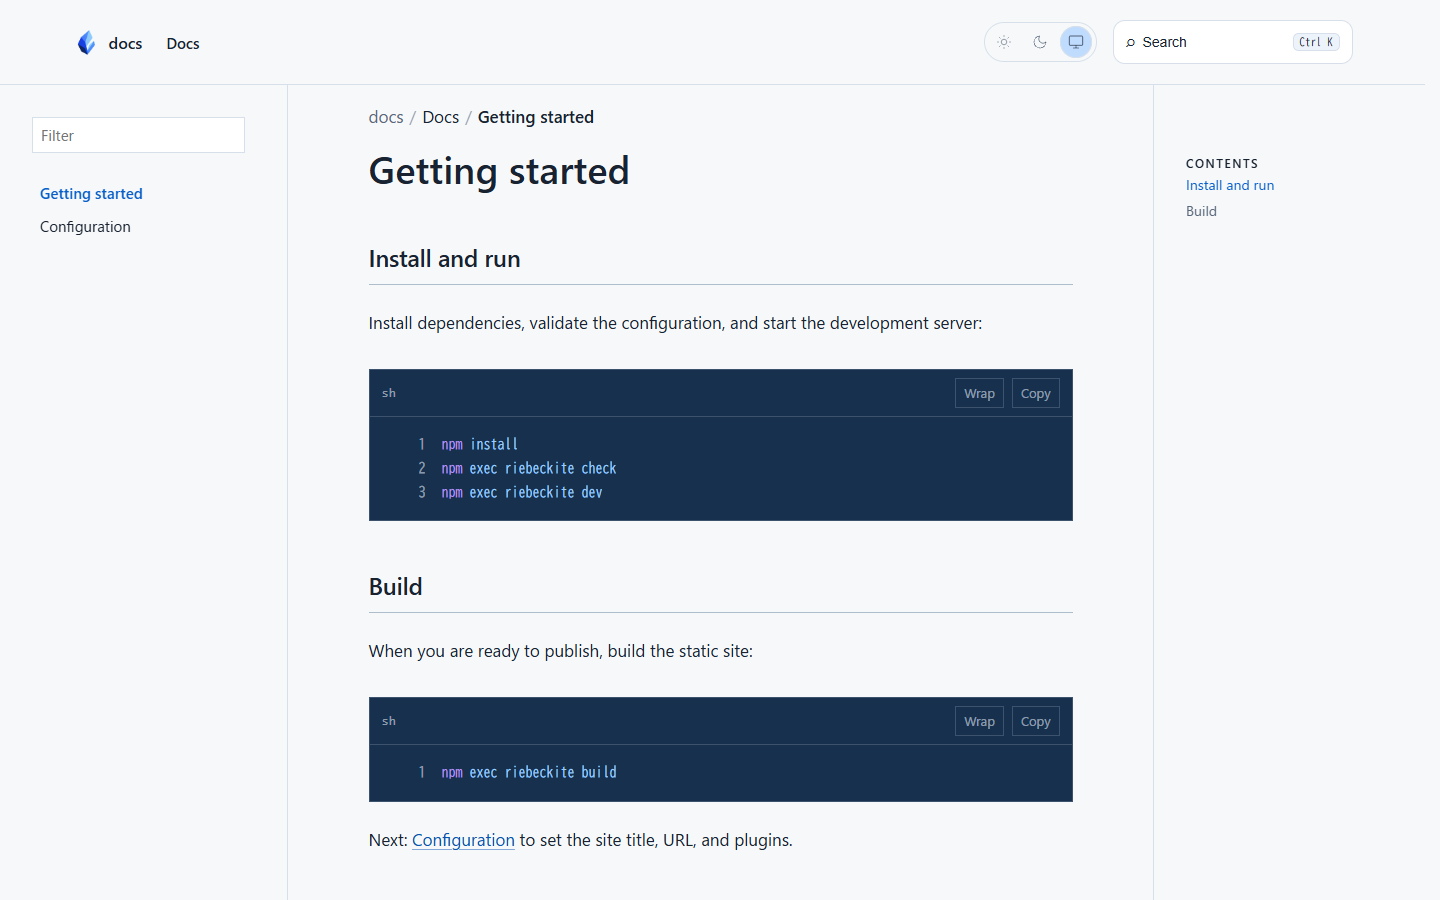 docs Docs
Search Ctrl K
Filter
Getting started
Configuration
docs / Docs / Getting started
Getting started
Install and run
Install dependencies, validate the configuration, and start the development server:
sh Wrap Copy
1 npm install
2 npm exec riebeckite check
3 npm exec riebeckite dev
Build
When you are ready to publish, build the static site:
sh Wrap Copy
1 npm exec riebeckite build
Next: Configuration to set the site title, URL, and plugins.
CONTENTS
Install and run
Build